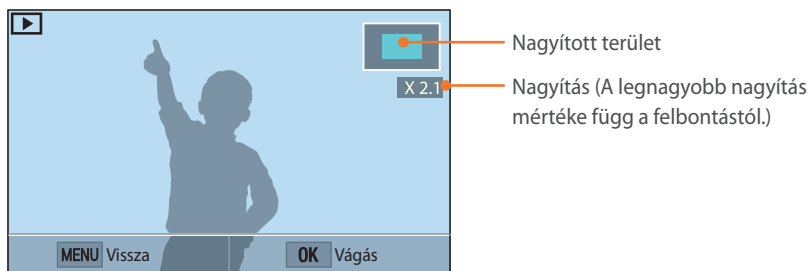 Nagyított terület
X 2.1
Nagyítás (A legnagyobb nagyítás
mértéke függ a felbontástól.)
MENU Vissza
OK Vágás